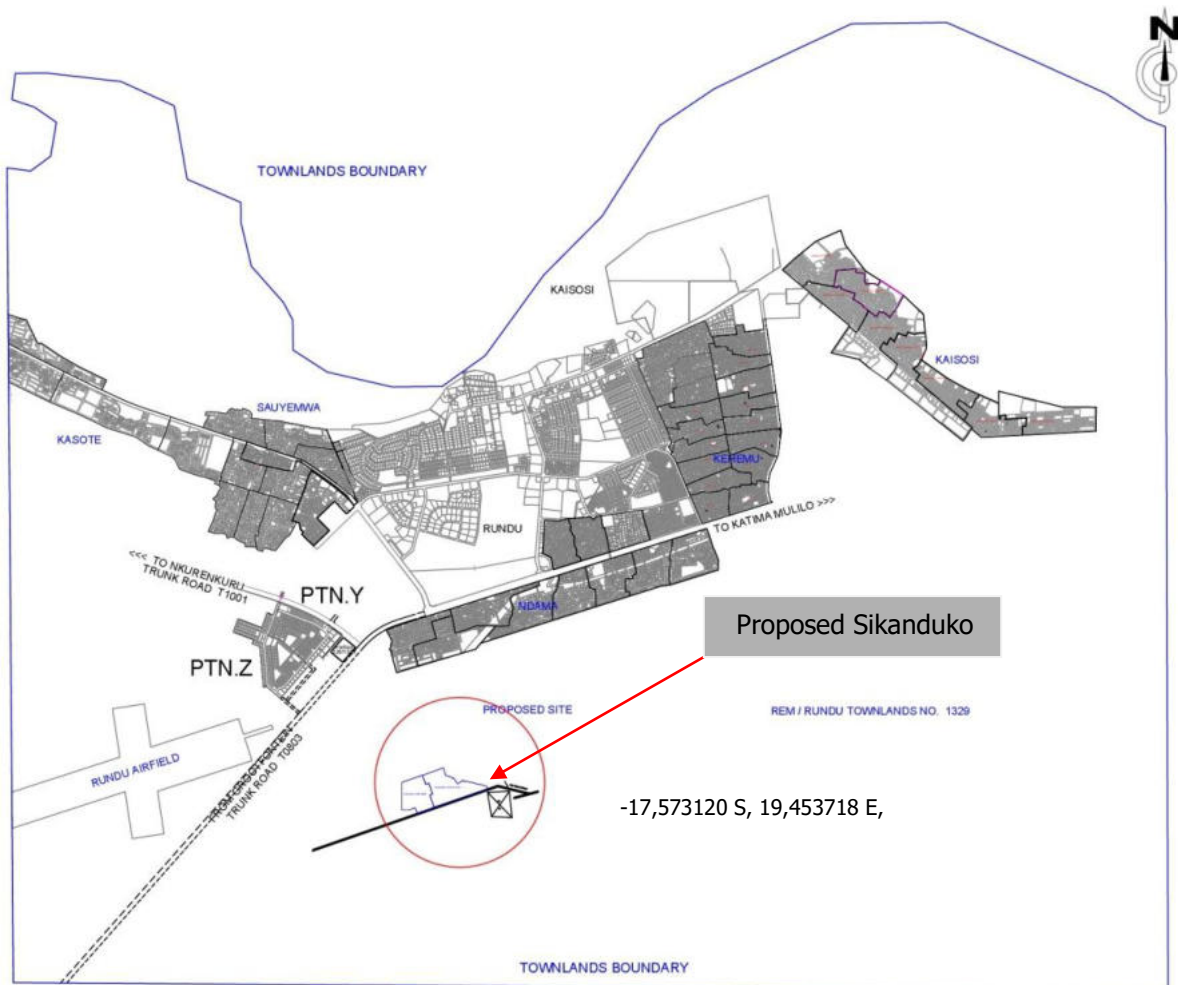 N
TOWNLANDS BOUNDARY
KAISOSI
KAISOSI
SAUYEMWA
KASOTE
KEHEMU
RUNDU
TO KATIMA MULILO >>>
<<< TO NKURENKURU
TRUNK ROAD T1001
PTN.Y
NDAMA
PTN.Z
Proposed Sikanduko
PROPOSED SITE
REM / RUNDU TOWNLANDS NO. 1329
RUNDU AIRFIELD
FROM GROOTFONTEIN
TRUNK ROAD T0803
-17,573120 S, 19,453718 E,
TOWNLANDS BOUNDARY